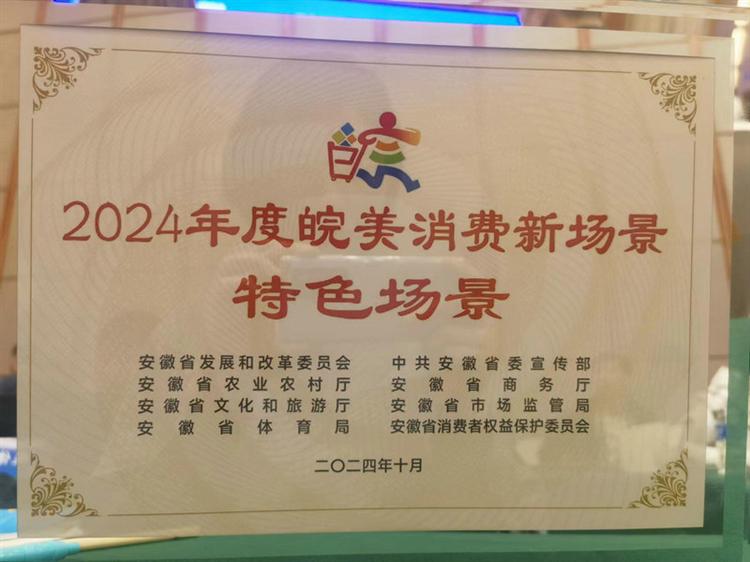 2024年度皖美消费新场景
特色场景
安徽省发展和改革委员会 中共安徽省委宣传部
安徽省农业农村厅 安徽省商务厅
安徽省文化和旅游厅 安徽省市场监管局
安徽省体育局 安徽省消费者权益保护委员会
二〇二四年十月